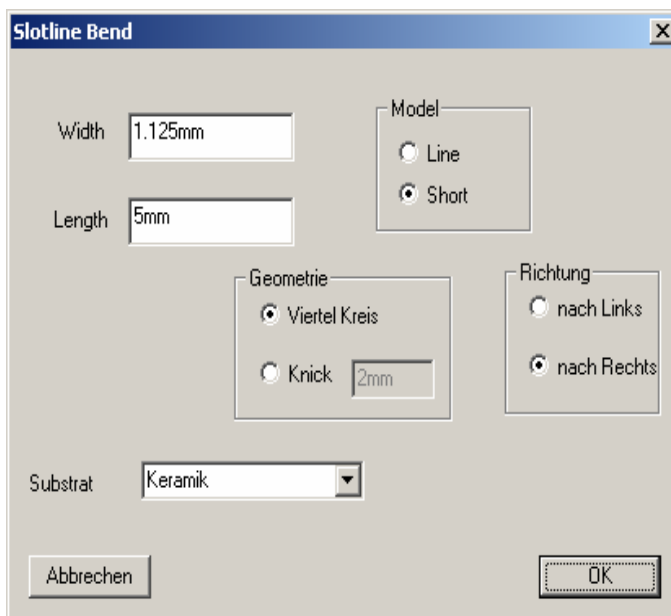 Slotline Bend
Width
1.125mm
Model
Line
Short
Length
5mm
Geometrie
Viertel Kreis
Knick
2mm
Richtung
nach Links
nach Rechts
Substrat
Keramik
Abbrechen
OK